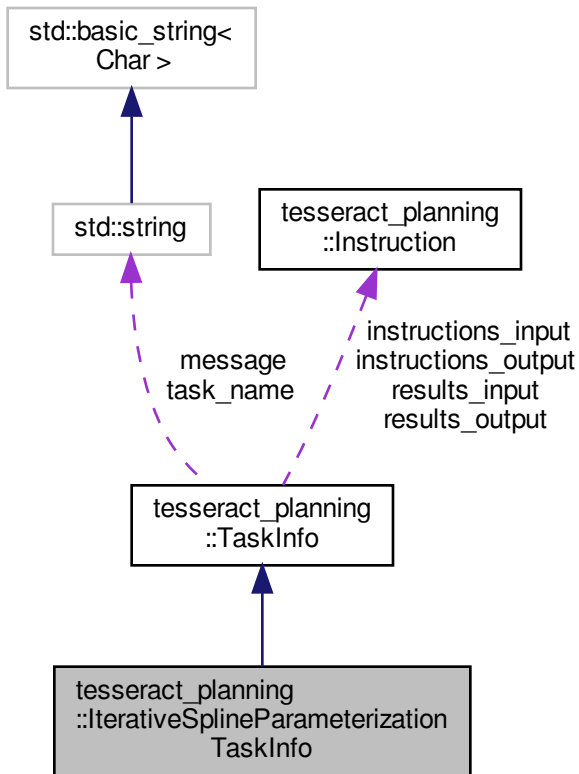 std::basic_string<
Char >
std::string
tesseract_planning
::Instruction
message
task_name
instructions_input
instructions_output
results_input
results_output
tesseract_planning
::TaskInfo
tesseract_planning
::IterativeSplineParameterization
TaskInfo